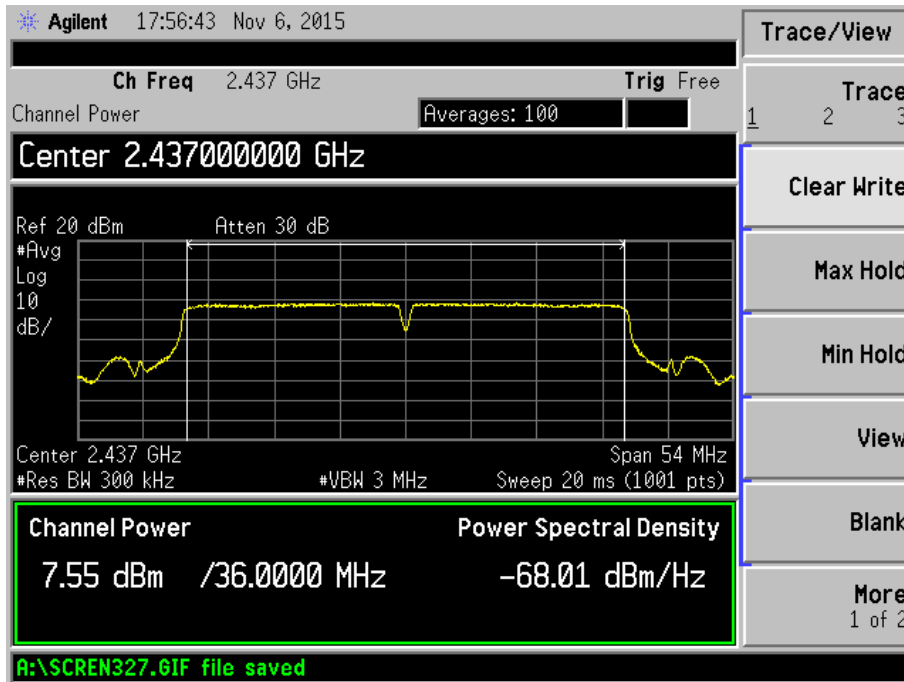 Agilent 17:56:43 Nov 6, 2015
Trace/View
Ch Freq 2.437 GHz Trig Free
Channel Power Averages: 100
Center 2.437000000 GHz
Ref 20 dBm Atten 30 dB
#Avg
Log
10
dB/
Center 2.437 GHz Span 54 MHz
#Res BW 300 kHz #VBW 3 MHz Sweep 20 ms (1001 pts)
Channel Power Power Spectral Density
7.55 dBm /36.0000 MHz -68.01 dBm/Hz
A:\SCREN327.GIF file saved
Trace
1 2 3
Clear Write
Max Hold
Min Hold
View
Blank
More
1 of 2